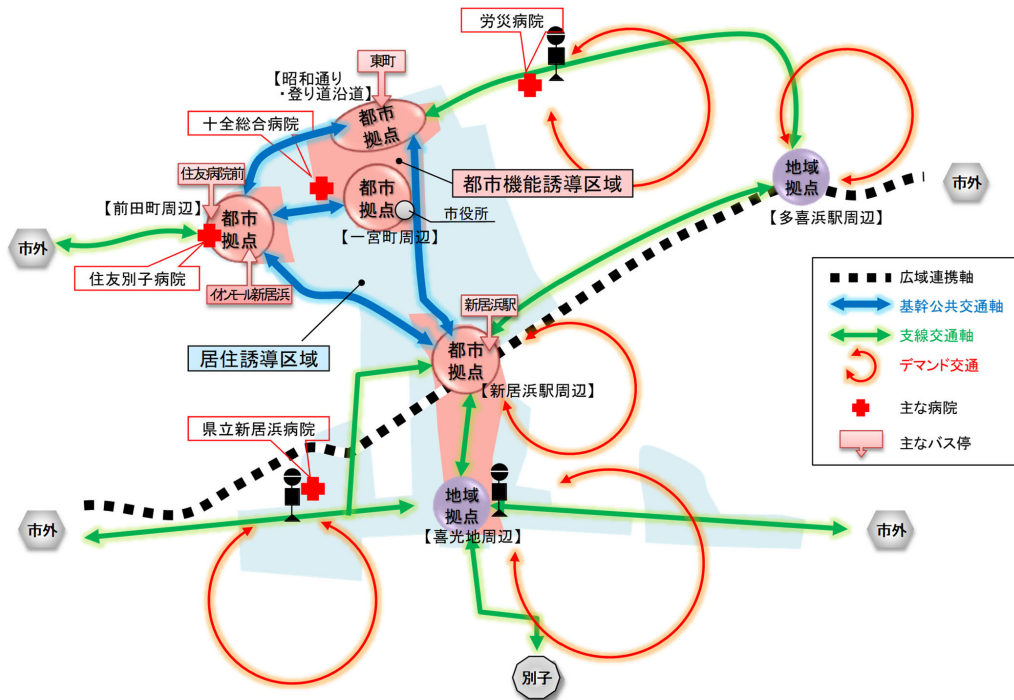 労災病院
東町
【昭和通り
・登り道沿道】
都市
拠点
十全総合病院
住友病院前
都市機能誘導区域
地域
拠点
市外
【多喜浜駅周辺】
都市
拠点
市役所
【一宮町周辺】
【前田町周辺】
都市
拠点
市外
住友別子病院
イオンモール新居浜
新居浜駅
居住誘導区域
都市
拠点
【新居浜駅周辺】
広域連携軸
基幹公共交通軸
支線交通軸
デマンド交通
主な病院
主なバス停
県立新居浜病院
地域
拠点
【喜光地周辺】
市外
市外
別子